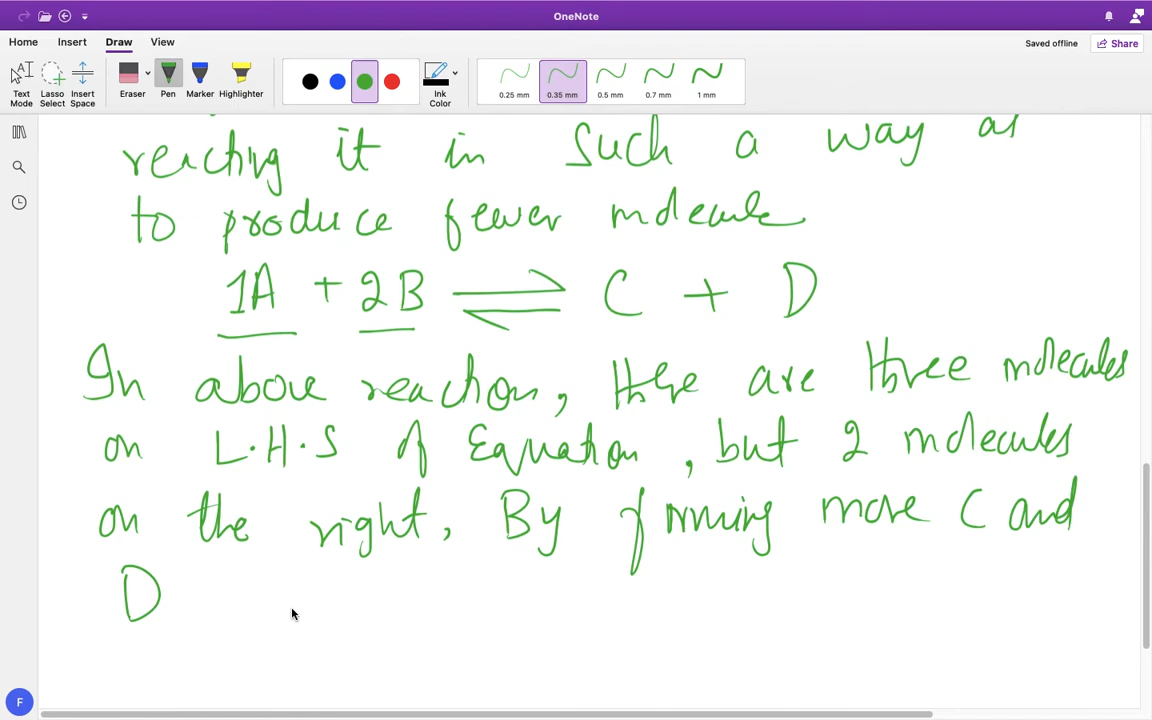 OneNote
Home Insert Draw View
Saved offline Share
Text Mode Lasso Select Insert Space Eraser Pen Marker Highlighter Ink Color 0.25 mm 0.35 mm 0.5 mm 0.7 mm 1 mm
reaching it in such a way as
to produce fewer molecule
1A + 2B ⇌ C + D
In above reaction, there are three molecules
on L.H.S of Equation, but 2 molecules
on the right, By forming more C and
D
F